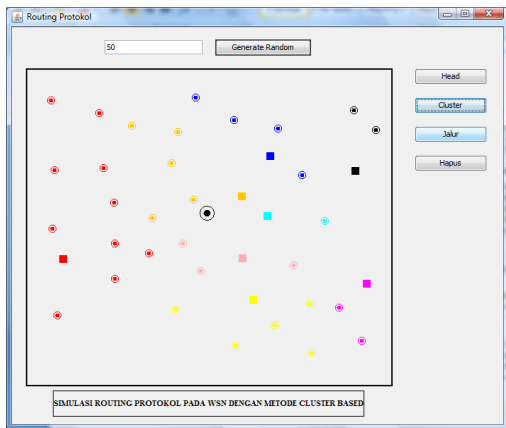 Routing Protokol
50
Generate Random
Head
Cluster
Jalur
Hapus
SIMULASI ROUTING PROTOKOL PADA WSN DENGAN METODE CLUSTER BASED